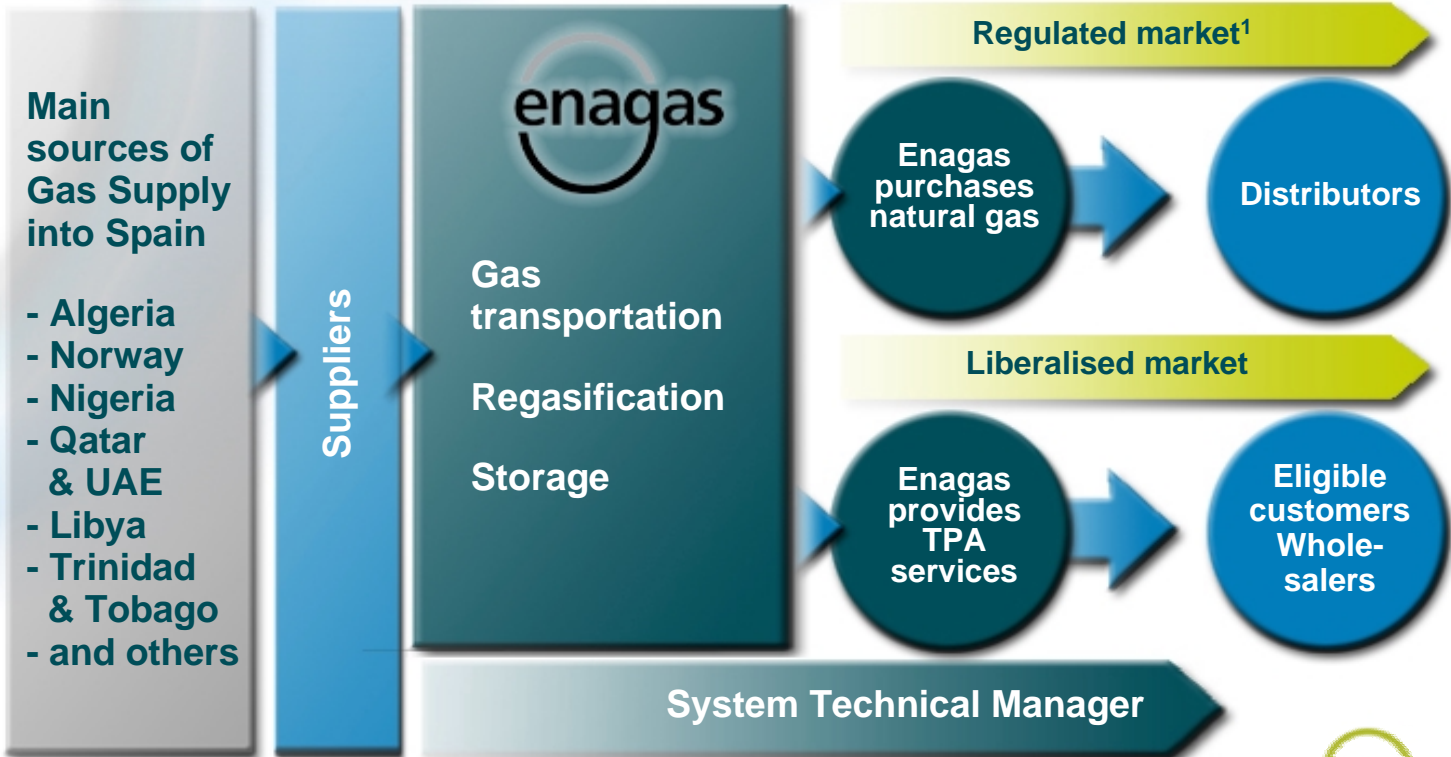 Main
sources of
Gas Supply
into Spain
- Algeria
- Norway
- Nigeria
- Qatar
& UAE
- Libya
- Trinidad
& Tobago
- and others
Suppliers
enagas
Gas
transportation
Regasification
Storage
Regulated market¹
Enagas
purchases
natural gas
Distributors
Liberalised market
Enagas
provides
TPA
services
Eligible
customers
Whole-
salers
System Technical Manager